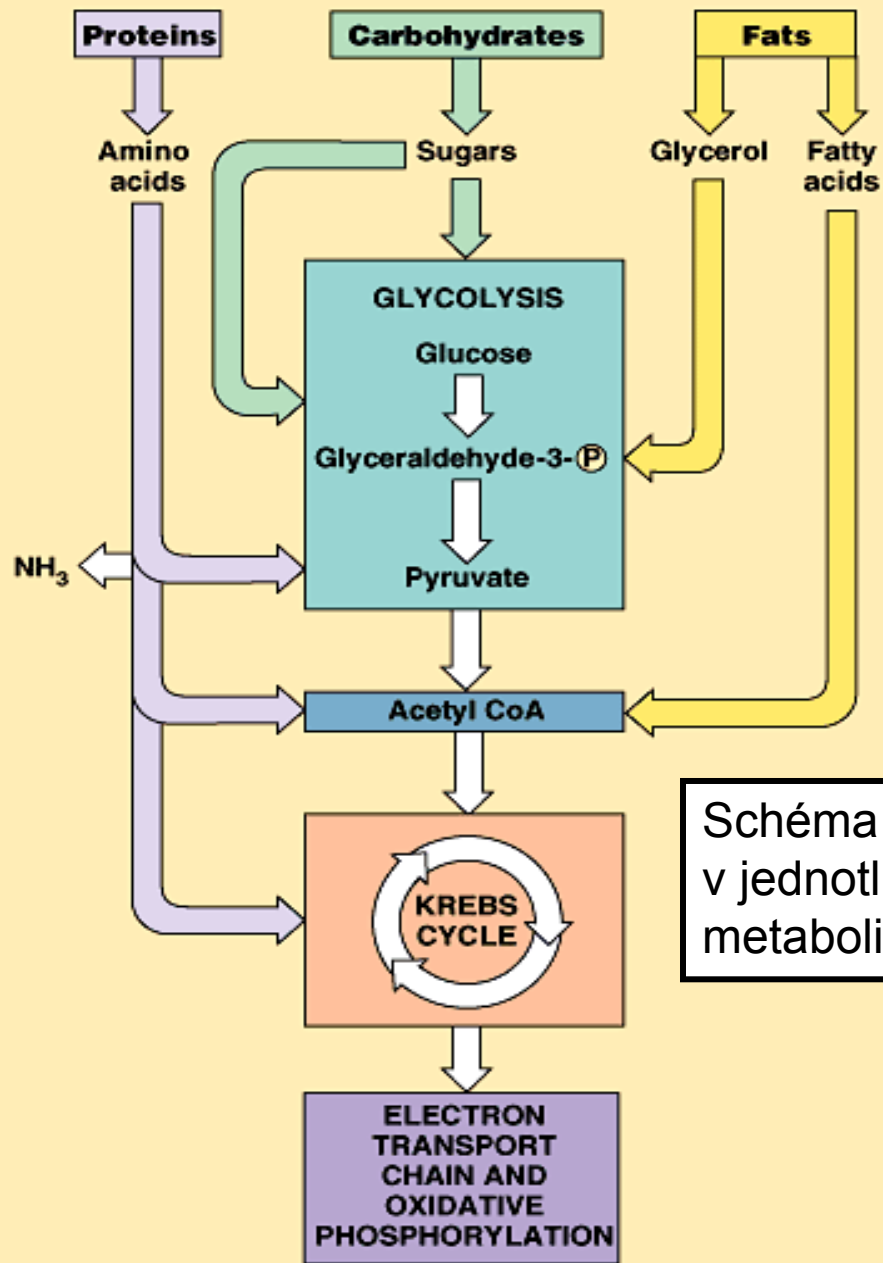 Proteins
Carbohydrates
Fats
Amino
acids
Sugars
Glycerol
Fatty
acids
GLYCOLYSIS
Glucose
Glyceraldehyde-3-P
Pyruvate
NH₃
Acetyl CoA
KREBS
CYCLE
Schéma
v jednotl
metaboli
ELECTRON
TRANSPORT
CHAIN AND
OXIDATIVE
PHOSPHORYLATION